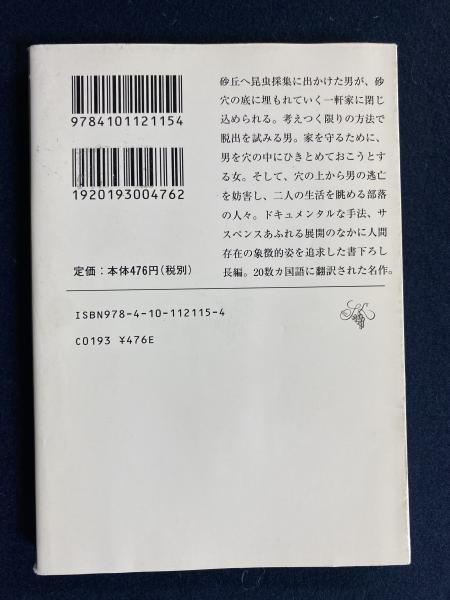 9784101121154
1920193004762
定価：本体476円（税別）
砂丘へ昆虫採集に出かけた男が、砂
穴の底に埋もれていく一軒家に閉じ
込められる。考えつく限りの方法で
脱出を試みる男。家を守るために、
男を穴の中にひきとめておこうとす
る女。そして、穴の上から男の逃亡
を妨害し、二人の生活を眺める部落
の人々。ドキュメンタルな手法、サ
スペンスあふれる展開のなかに人間
存在の象徴的姿を追求した書下ろし
長編。20数カ国語に翻訳された名作。
ISBN978-4-10-112115-4
C0193 ¥476E